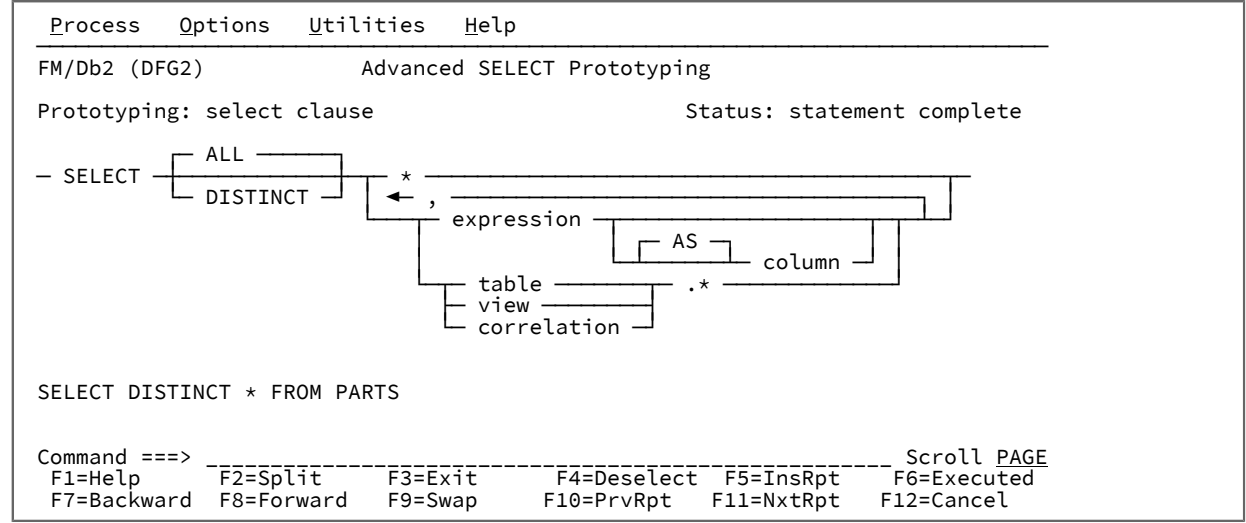 Process Options Utilities Help
FM/Db2 (DFG2) Advanced SELECT Prototyping
Prototyping: select clause Status: statement complete
ALL
SELECT *
DISTINCT ,
expression
AS
column
table .*
view
correlation
SELECT DISTINCT * FROM PARTS
Command ===> Scroll PAGE
F1=Help F2=Split F3=Exit F4=Deselect F5=InsRpt F6=Executed
F7=Backward F8=Forward F9=Swap F10=PrvRpt F11=NxtRpt F12=Cancel